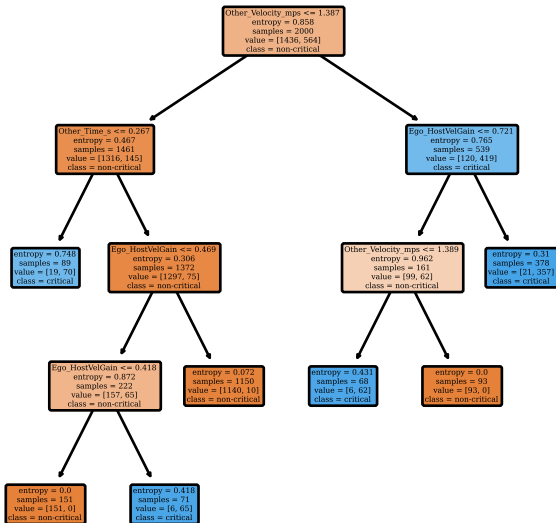 Other_Velocity_mps <= 1.387
entropy = 0.858
samples = 2000
value = [1436, 564]
class = non-critical
Other_Time_s <= 0.267
entropy = 0.467
samples = 1461
value = [1316, 145]
class = non-critical
Ego_HostVelGain <= 0.721
entropy = 0.765
samples = 539
value = [120, 419]
class = critical
entropy = 0.748
samples = 89
value = [19, 70]
class = critical
Ego_HostVelGain <= 0.469
entropy = 0.306
samples = 1372
value = [1297, 75]
class = non-critical
Other_Velocity_mps <= 1.389
entropy = 0.962
samples = 161
value = [99, 62]
class = non-critical
entropy = 0.31
samples = 378
value = [21, 357]
class = critical
Ego_HostVelGain <= 0.418
entropy = 0.872
samples = 222
value = [157, 65]
class = non-critical
entropy = 0.072
samples = 1150
value = [1140, 10]
class = non-critical
entropy = 0.431
samples = 68
value = [6, 62]
class = critical
entropy = 0.0
samples = 93
value = [93, 0]
class = non-critical
entropy = 0.0
samples = 151
value = [151, 0]
class = non-critical
entropy = 0.418
samples = 71
value = [6, 65]
class = critical